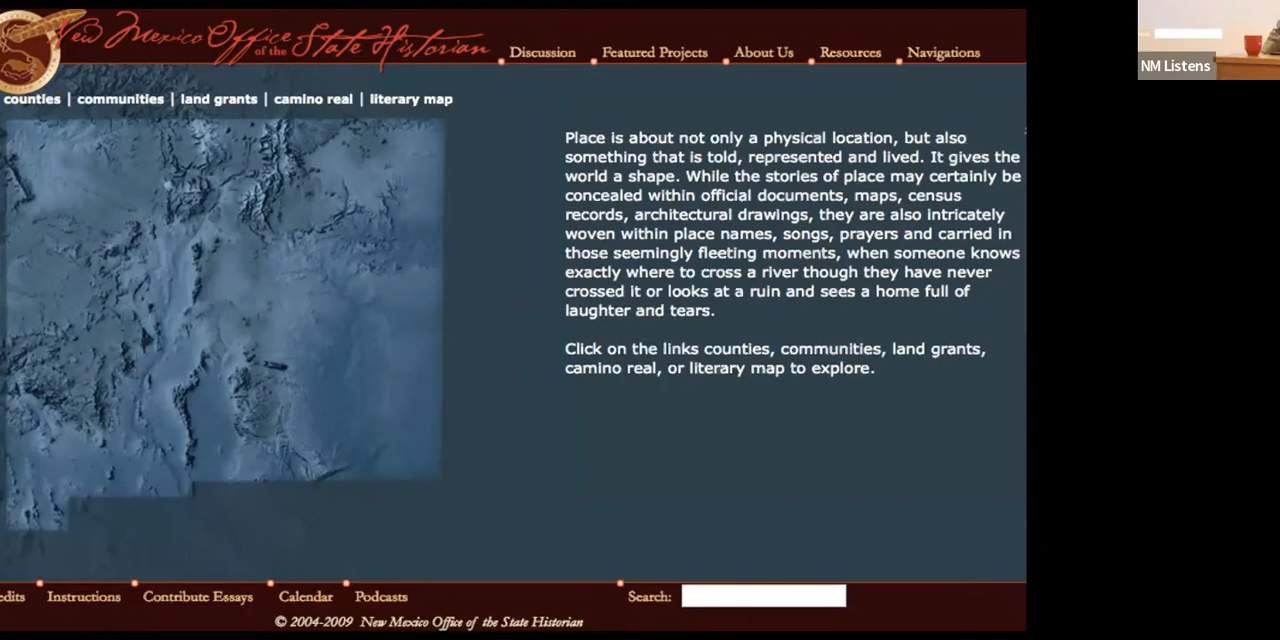 New Mexico Office of the State Historian
Discussion Featured Projects About Us Resources Navigations
NM Listens
counties | communities | land grants | camino real | literary map
Place is about not only a physical location, but also
something that is told, represented and lived. It gives the
world a shape. While the stories of place may certainly be
concealed within official documents, maps, census
records, architectural drawings, they are also intricately
woven within place names, songs, prayers and carried in
those seemingly fleeting moments, when someone knows
exactly where to cross a river though they have never
crossed it or looks at a ruin and sees a home full of
laughter and tears.
Click on the links counties, communities, land grants,
camino real, or literary map to explore.
edits Instructions Contribute Essays Calendar Podcasts Search:
© 2004-2009 New Mexico Office of the State Historian